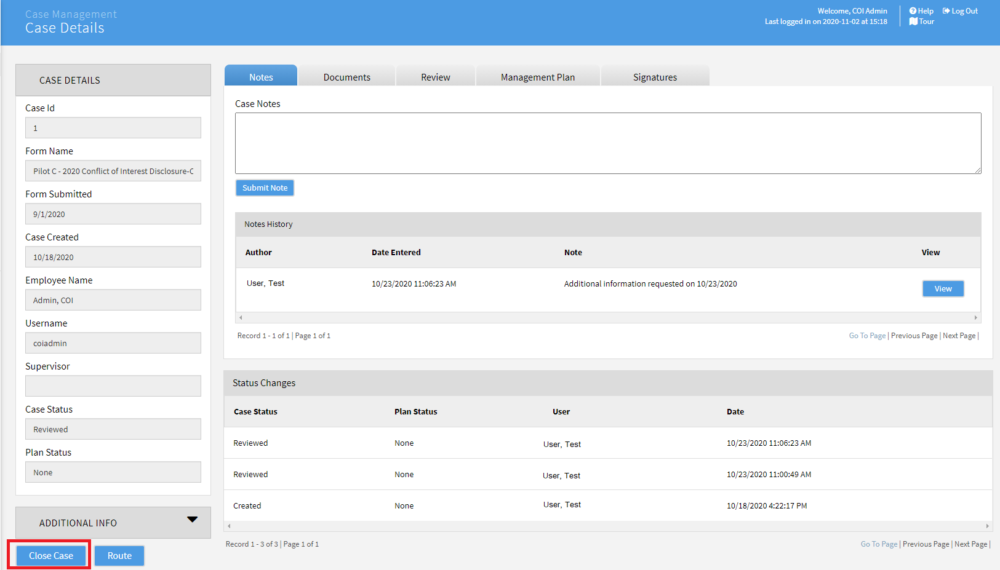 Case Management
Case Details
Welcome, COI Admin
Last logged in on 2020-11-02 at 15:18
Help
Log Out
Tour
CASE DETAILS
Case Id
1
Form Name
Pilot C - 2020 Conflict of Interest Disclosure-C
Form Submitted
9/1/2020
Case Created
10/18/2020
Employee Name
Admin, COI
Username
coiadmin
Supervisor
Case Status
Reviewed
Plan Status
None
ADDITIONAL INFO
Close Case
Route
Notes
Documents
Review
Management Plan
Signatures
Case Notes
Submit Note
Notes History
Author Date Entered Note View
User, Test 10/23/2020 11:06:23 AM Additional information requested on 10/23/2020 View
Record 1 - 1 of 1 | Page 1 of 1
Go To Page | Previous Page | Next Page |
Status Changes
Case Status Plan Status User Date
Reviewed None User, Test 10/23/2020 11:06:23 AM
Reviewed None User, Test 10/23/2020 11:00:49 AM
Created None User, Test 10/18/2020 4:22:17 PM
Record 1 - 3 of 3 | Page 1 of 1
Go To Page | Previous Page | Next Page |